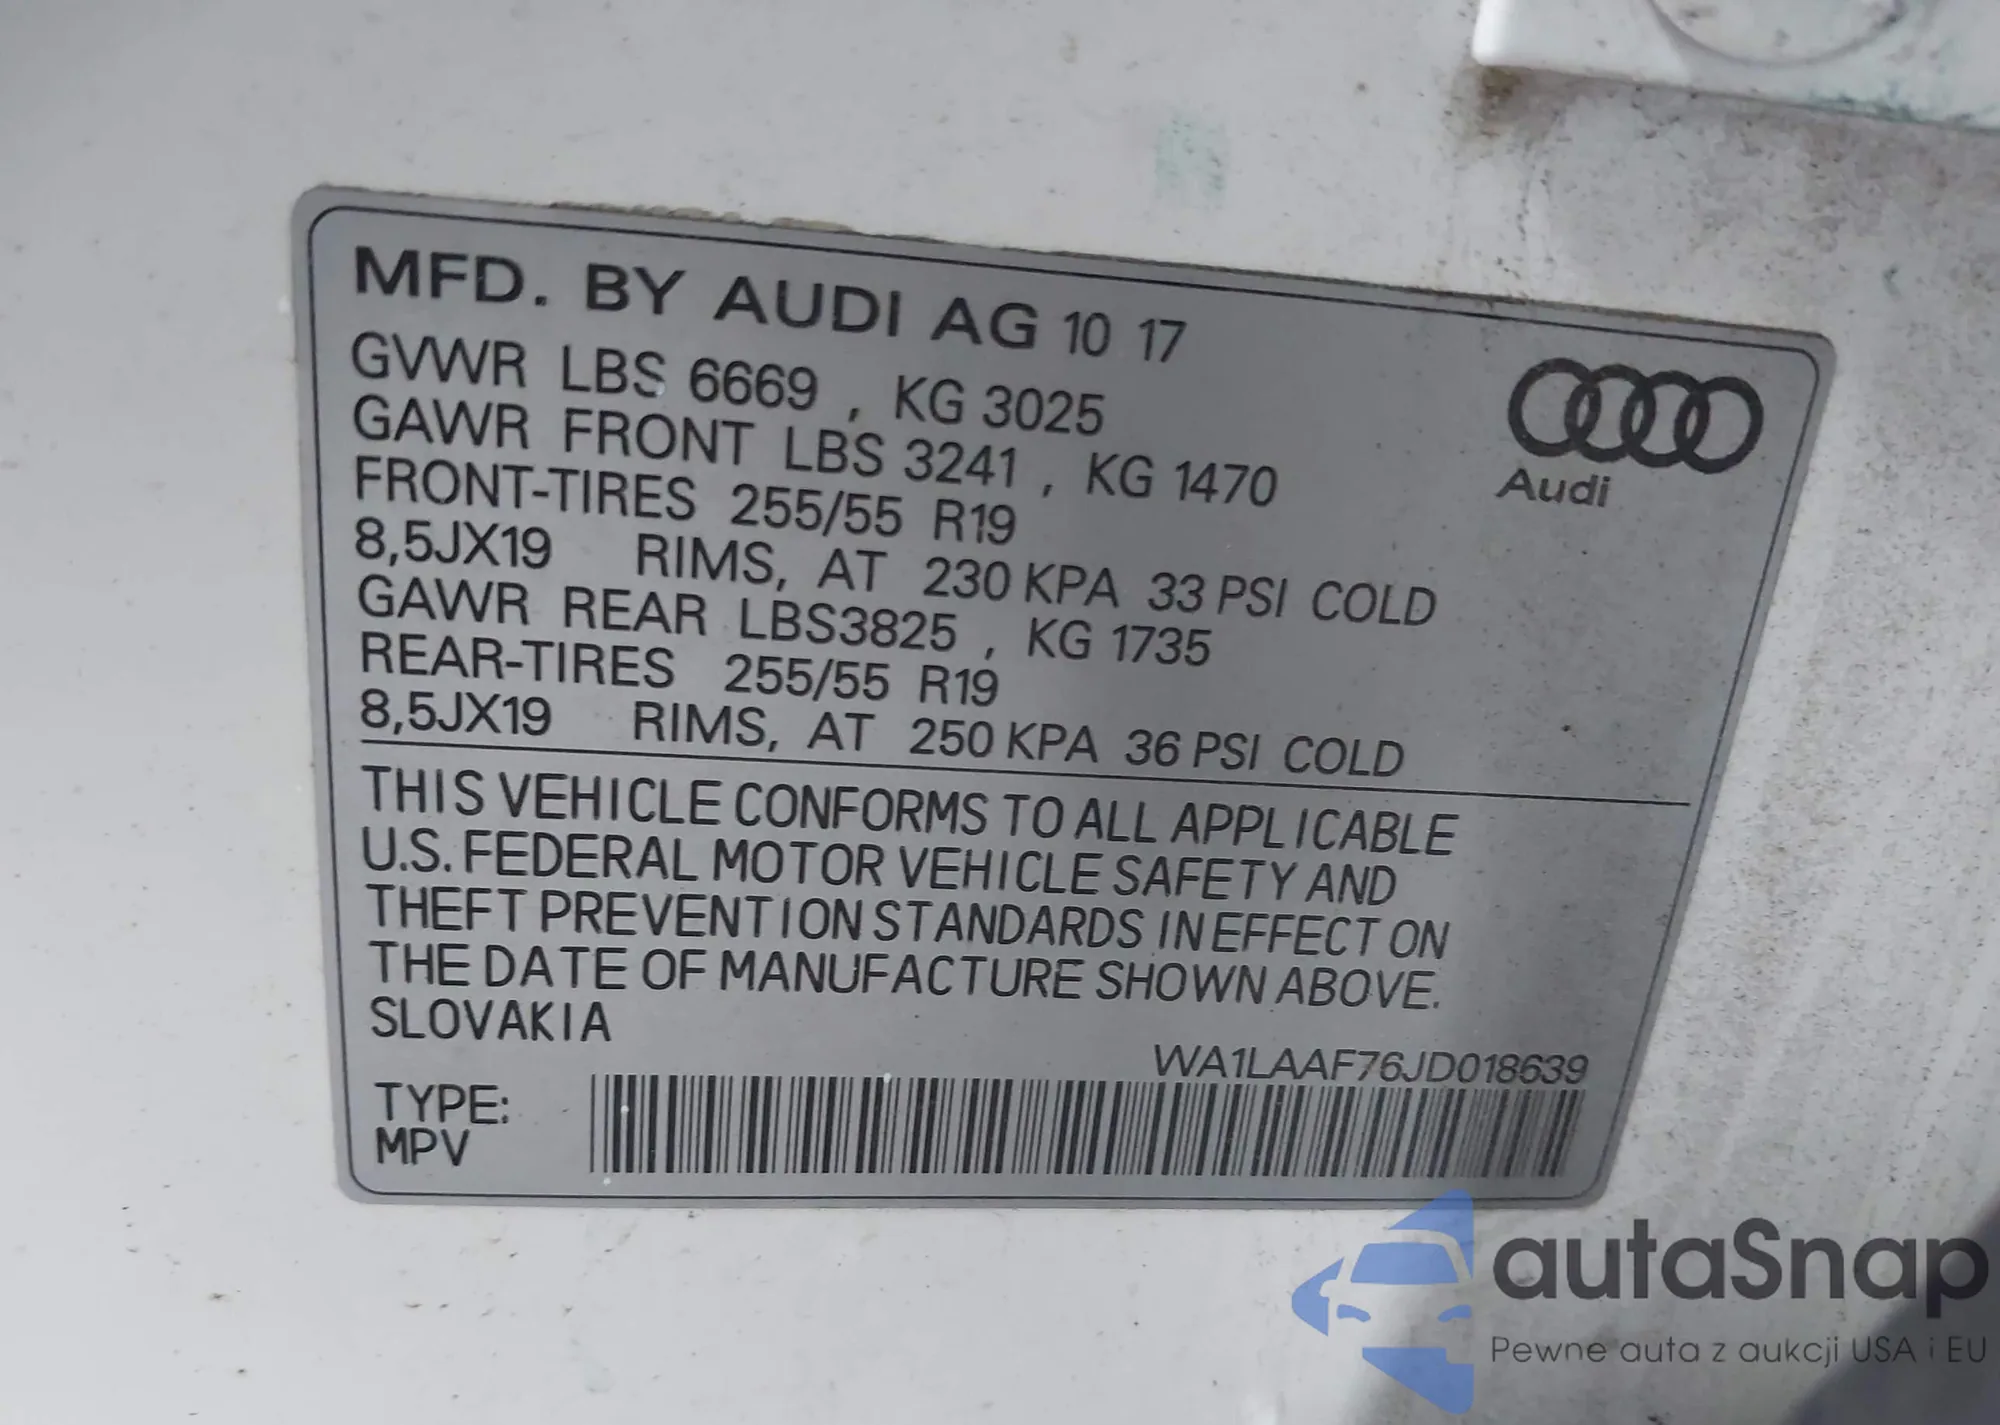 MFD. BY AUDI AG 10 17
GVWR LBS 6669 , KG 3025
GAWR FRONT LBS 3241 , KG 1470
FRONT-TIRES 255/55 R19
8,5JX19 RIMS, AT 230 KPA 33 PSI COLD
GAWR REAR LBS3825 , KG 1735
REAR-TIRES 255/55 R19
8,5JX19 RIMS, AT 250 KPA 36 PSI COLD
Audi
THIS VEHICLE CONFORMS TO ALL APPLICABLE
U.S. FEDERAL MOTOR VEHICLE SAFETY AND
THEFT PREVENTION STANDARDS IN EFFECT ON
THE DATE OF MANUFACTURE SHOWN ABOVE.
SLOVAKIA
WA1LAAF76JD018639
TYPE:
MPV
autaSnap
Pewne auta z aukcji USA i EU